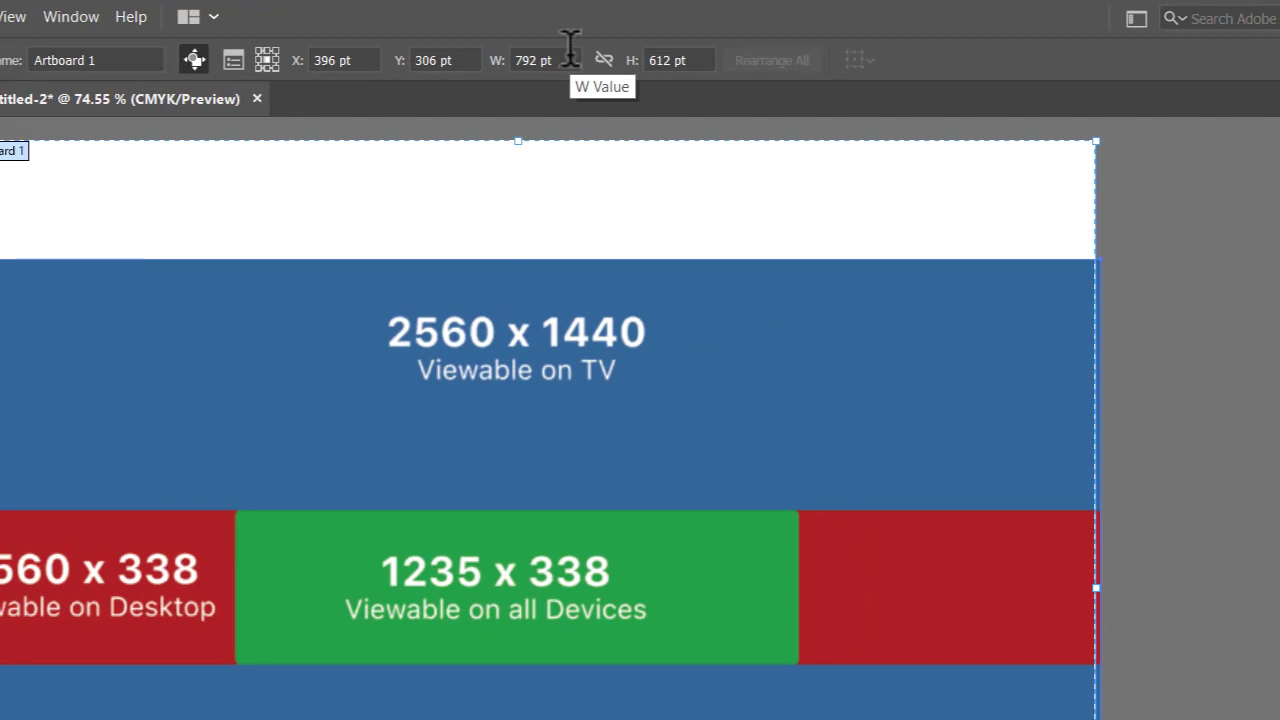 View Window Help Search Adobe
me: Artboard 1 X: 396 pt Y: 306 pt W: 792 pt H: 612 pt Rearrange All
W Value
titled-2* @ 74.55 % (CMYK/Preview) ×
ard 1
2560 x 1440
Viewable on TV
560 x 338
wable on Desktop
1235 x 338
Viewable on all Devices